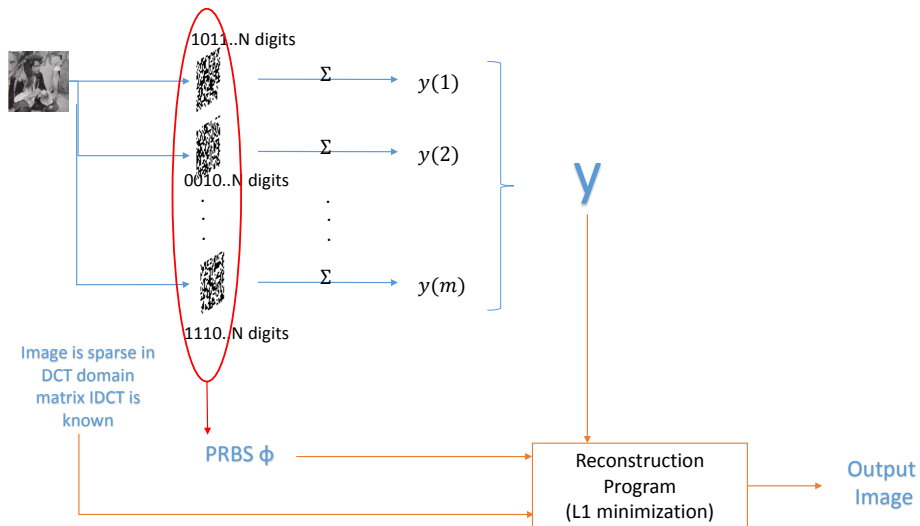 1011..N digits
Σ
y(1)
Σ
y(2)
0010..N digits
. . .
. . .
. . .
Σ
y(m)
1110..N digits
y
Image is sparse in
DCT domain
matrix IDCT is
known
PRBS ϕ
Reconstruction
Program
(L1 minimization)
Output
Image